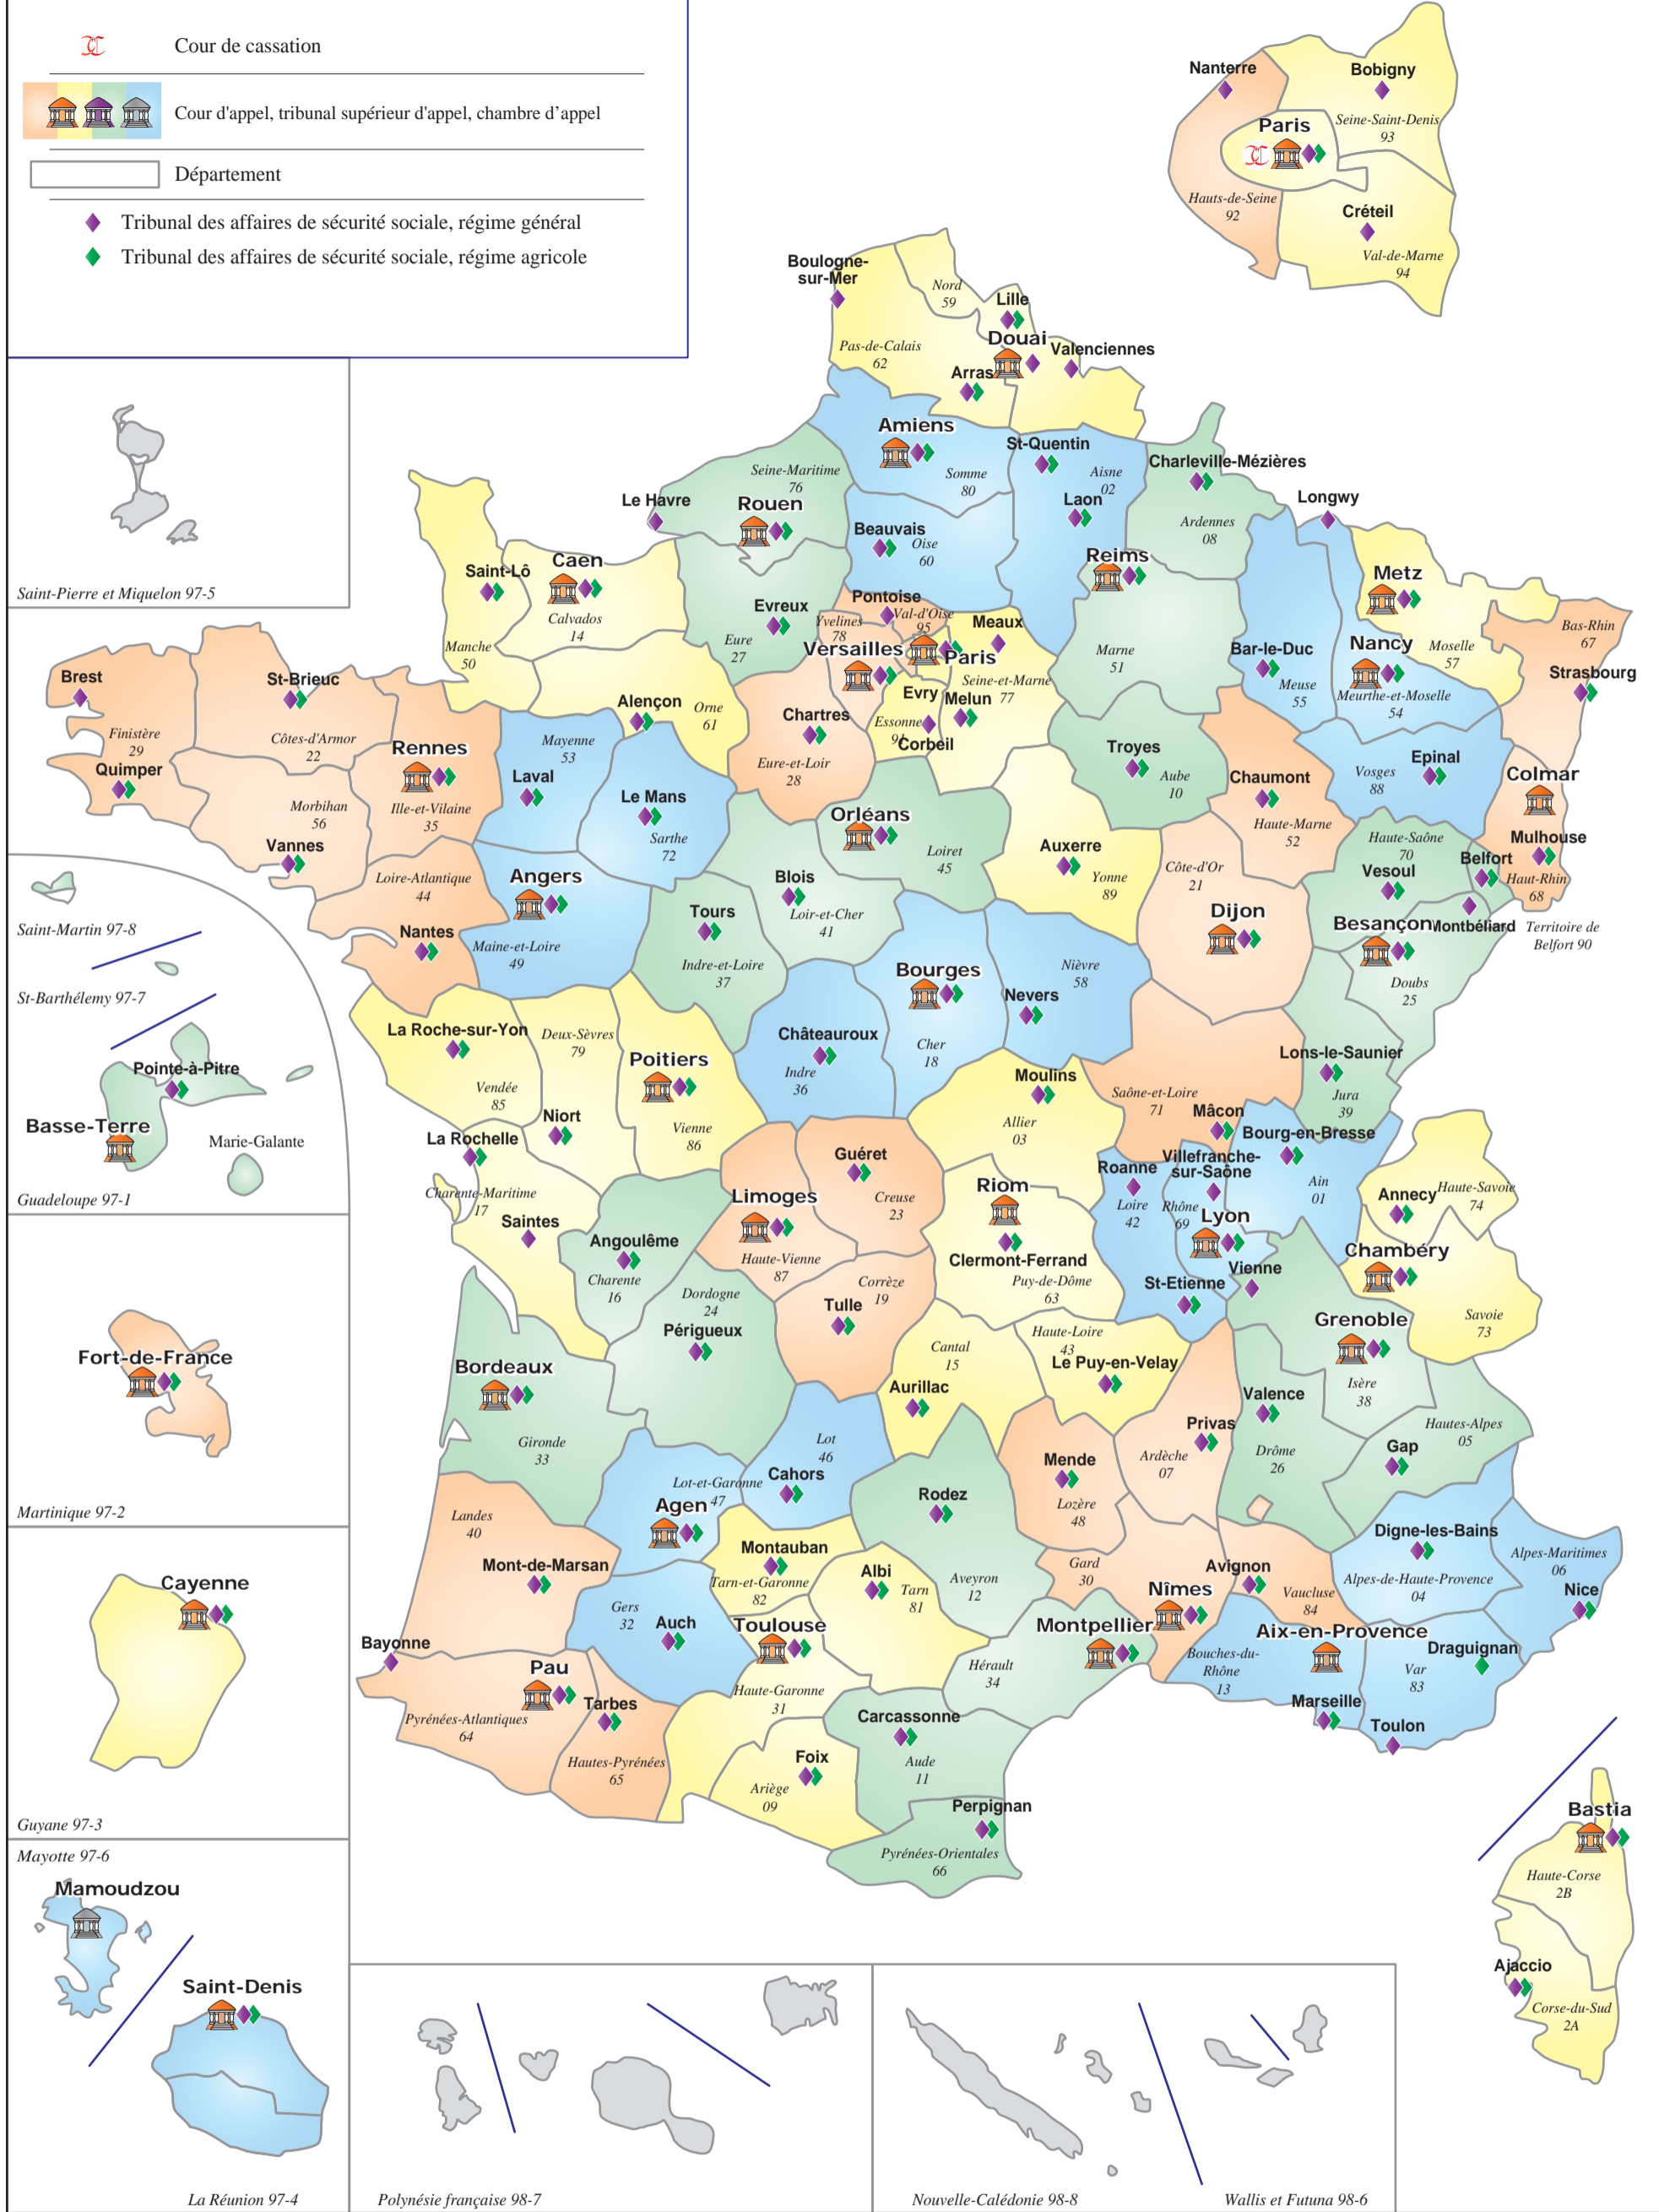 Cour de cassation
Cour d'appel, tribunal supérieur d'appel, chambre d’appel
Département
Tribunal des affaires de sécurité sociale, régime général
Tribunal des affaires de sécurité sociale, régime agricole
Nanterre
Bobigny
Seine-Saint-Denis
93
Paris
Hauts-de-Seine
92
Créteil
Val-de-Marne
94
Boulogne-
sur-Mer
Nord
59
Lille
Douai
Valenciennes
Pas-de-Calais
62
Arras
Amiens
Somme
80
St-Quentin
Aisne
02
Laon
Charleville-Mézières
Ardennes
08
Longwy
Seine-Maritime
76
Le Havre
Rouen
Beauvais
Oise
60
Reims
Metz
Saint-Pierre et Miquelon 97-5
Saint-Lô
Caen
Calvados
14
Manche
50
Evreux
Eure
27
Pontoise
Val-d'Oise
95
Yvelines
78
Versailles
Paris
Meaux
Seine-et-Marne
77
Evry
Melun
Essonne
91
Corbeil
Marne
51
Bar-le-Duc
Meuse
55
Nancy
Meurthe-et-Moselle
54
Moselle
57
Bas-Rhin
67
Strasbourg
Brest
Finistère
29
Quimper
St-Brieuc
Côtes-d'Armor
22
Rennes
Ille-et-Vilaine
35
Morbihan
56
Vannes
Alençon
Orne
61
Mayenne
53
Laval
Le Mans
Sarthe
72
Chartres
Eure-et-Loir
28
Troyes
Aube
10
Chaumont
Haute-Marne
52
Epinal
Vosges
88
Colmar
Mulhouse
Haut-Rhin
68
Orléans
Loiret
45
Auxerre
Yonne
89
Côte-d'Or
21
Dijon
Haute-Saône
70
Vesoul
Belfort
Besançon
Montbéliard
Territoire de
Belfort 90
Doubs
25
Loire-Atlantique
44
Nantes
Angers
Maine-et-Loire
49
Tours
Indre-et-Loire
37
Blois
Loir-et-Cher
41
Bourges
Cher
18
Nevers
Nièvre
58
Saint-Martin 97-8
St-Barthélemy 97-7
Pointe-à-Pitre
Basse-Terre
Marie-Galante
Guadeloupe 97-1
La Roche-sur-Yon
Vendée
85
Deux-Sèvres
79
Niort
Poitiers
Vienne
86
Châteauroux
Indre
36
Moulins
Allier
03
Saône-et-Loire
71
Mâcon
Lons-le-Saunier
Jura
39
Bourg-en-Bresse
Ain
01
La Rochelle
Charente-Maritime
17
Saintes
Angoulême
Charente
16
Limoges
Haute-Vienne
87
Guéret
Creuse
23
Riom
Clermont-Ferrand
Puy-de-Dôme
63
Roanne
Loire
42
Villefranche-
sur-Saône
Rhône
69
Lyon
St-Etienne
Vienne
Annecy
Haute-Savoie
74
Chambéry
Savoie
73
Fort-de-France
Martinique 97-2
Bordeaux
Gironde
33
Dordogne
24
Périgueux
Corrèze
19
Tulle
Cantal
15
Aurillac
Haute-Loire
43
Le Puy-en-Velay
Grenoble
Isère
38
Valence
Drôme
26
Privas
Ardèche
07
Hautes-Alpes
05
Gap
Lot
46
Cahors
Lot-et-Garonne
47
Agen
Rodez
Aveyron
12
Mende
Lozère
48
Landes
40
Mont-de-Marsan
Montauban
Tarn-et-Garonne
82
Albi
Tarn
81
Gard
30
Nîmes
Avignon
Vaucluse
84
Digne-les-Bains
Alpes-de-Haute-Provence
04
Alpes-Maritimes
06
Nice
Cayenne
Guyane 97-3
Bayonne
Pau
Pyrénées-Atlantiques
64
Tarbes
Hautes-Pyrénées
65
Gers
32
Auch
Toulouse
Haute-Garonne
31
Foix
Ariège
09
Montpellier
Hérault
34
Carcassonne
Aude
11
Perpignan
Pyrénées-Orientales
66
Aix-en-Provence
Bouches-du-
Rhône
13
Marseille
Draguignan
Var
83
Toulon
Bastia
Haute-Corse
2B
Ajaccio
Corse-du-Sud
2A
Mayotte 97-6
Mamoudzou
Saint-Denis
La Réunion 97-4
Polynésie française 98-7
Nouvelle-Calédonie 98-8
Wallis et Futuna 98-6